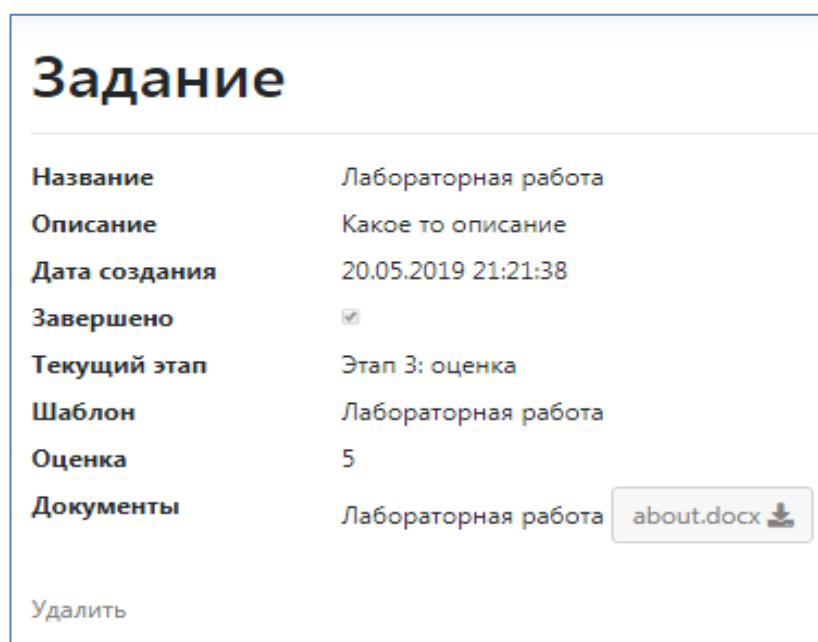 Задание
Название Лабораторная работа
Описание Какое то описание
Дата создания 20.05.2019 21:21:38
Завершено
Текущий этап Этап 3: оценка
Шаблон Лабораторная работа
Оценка 5
Документы Лабораторная работа about.docx
Удалить